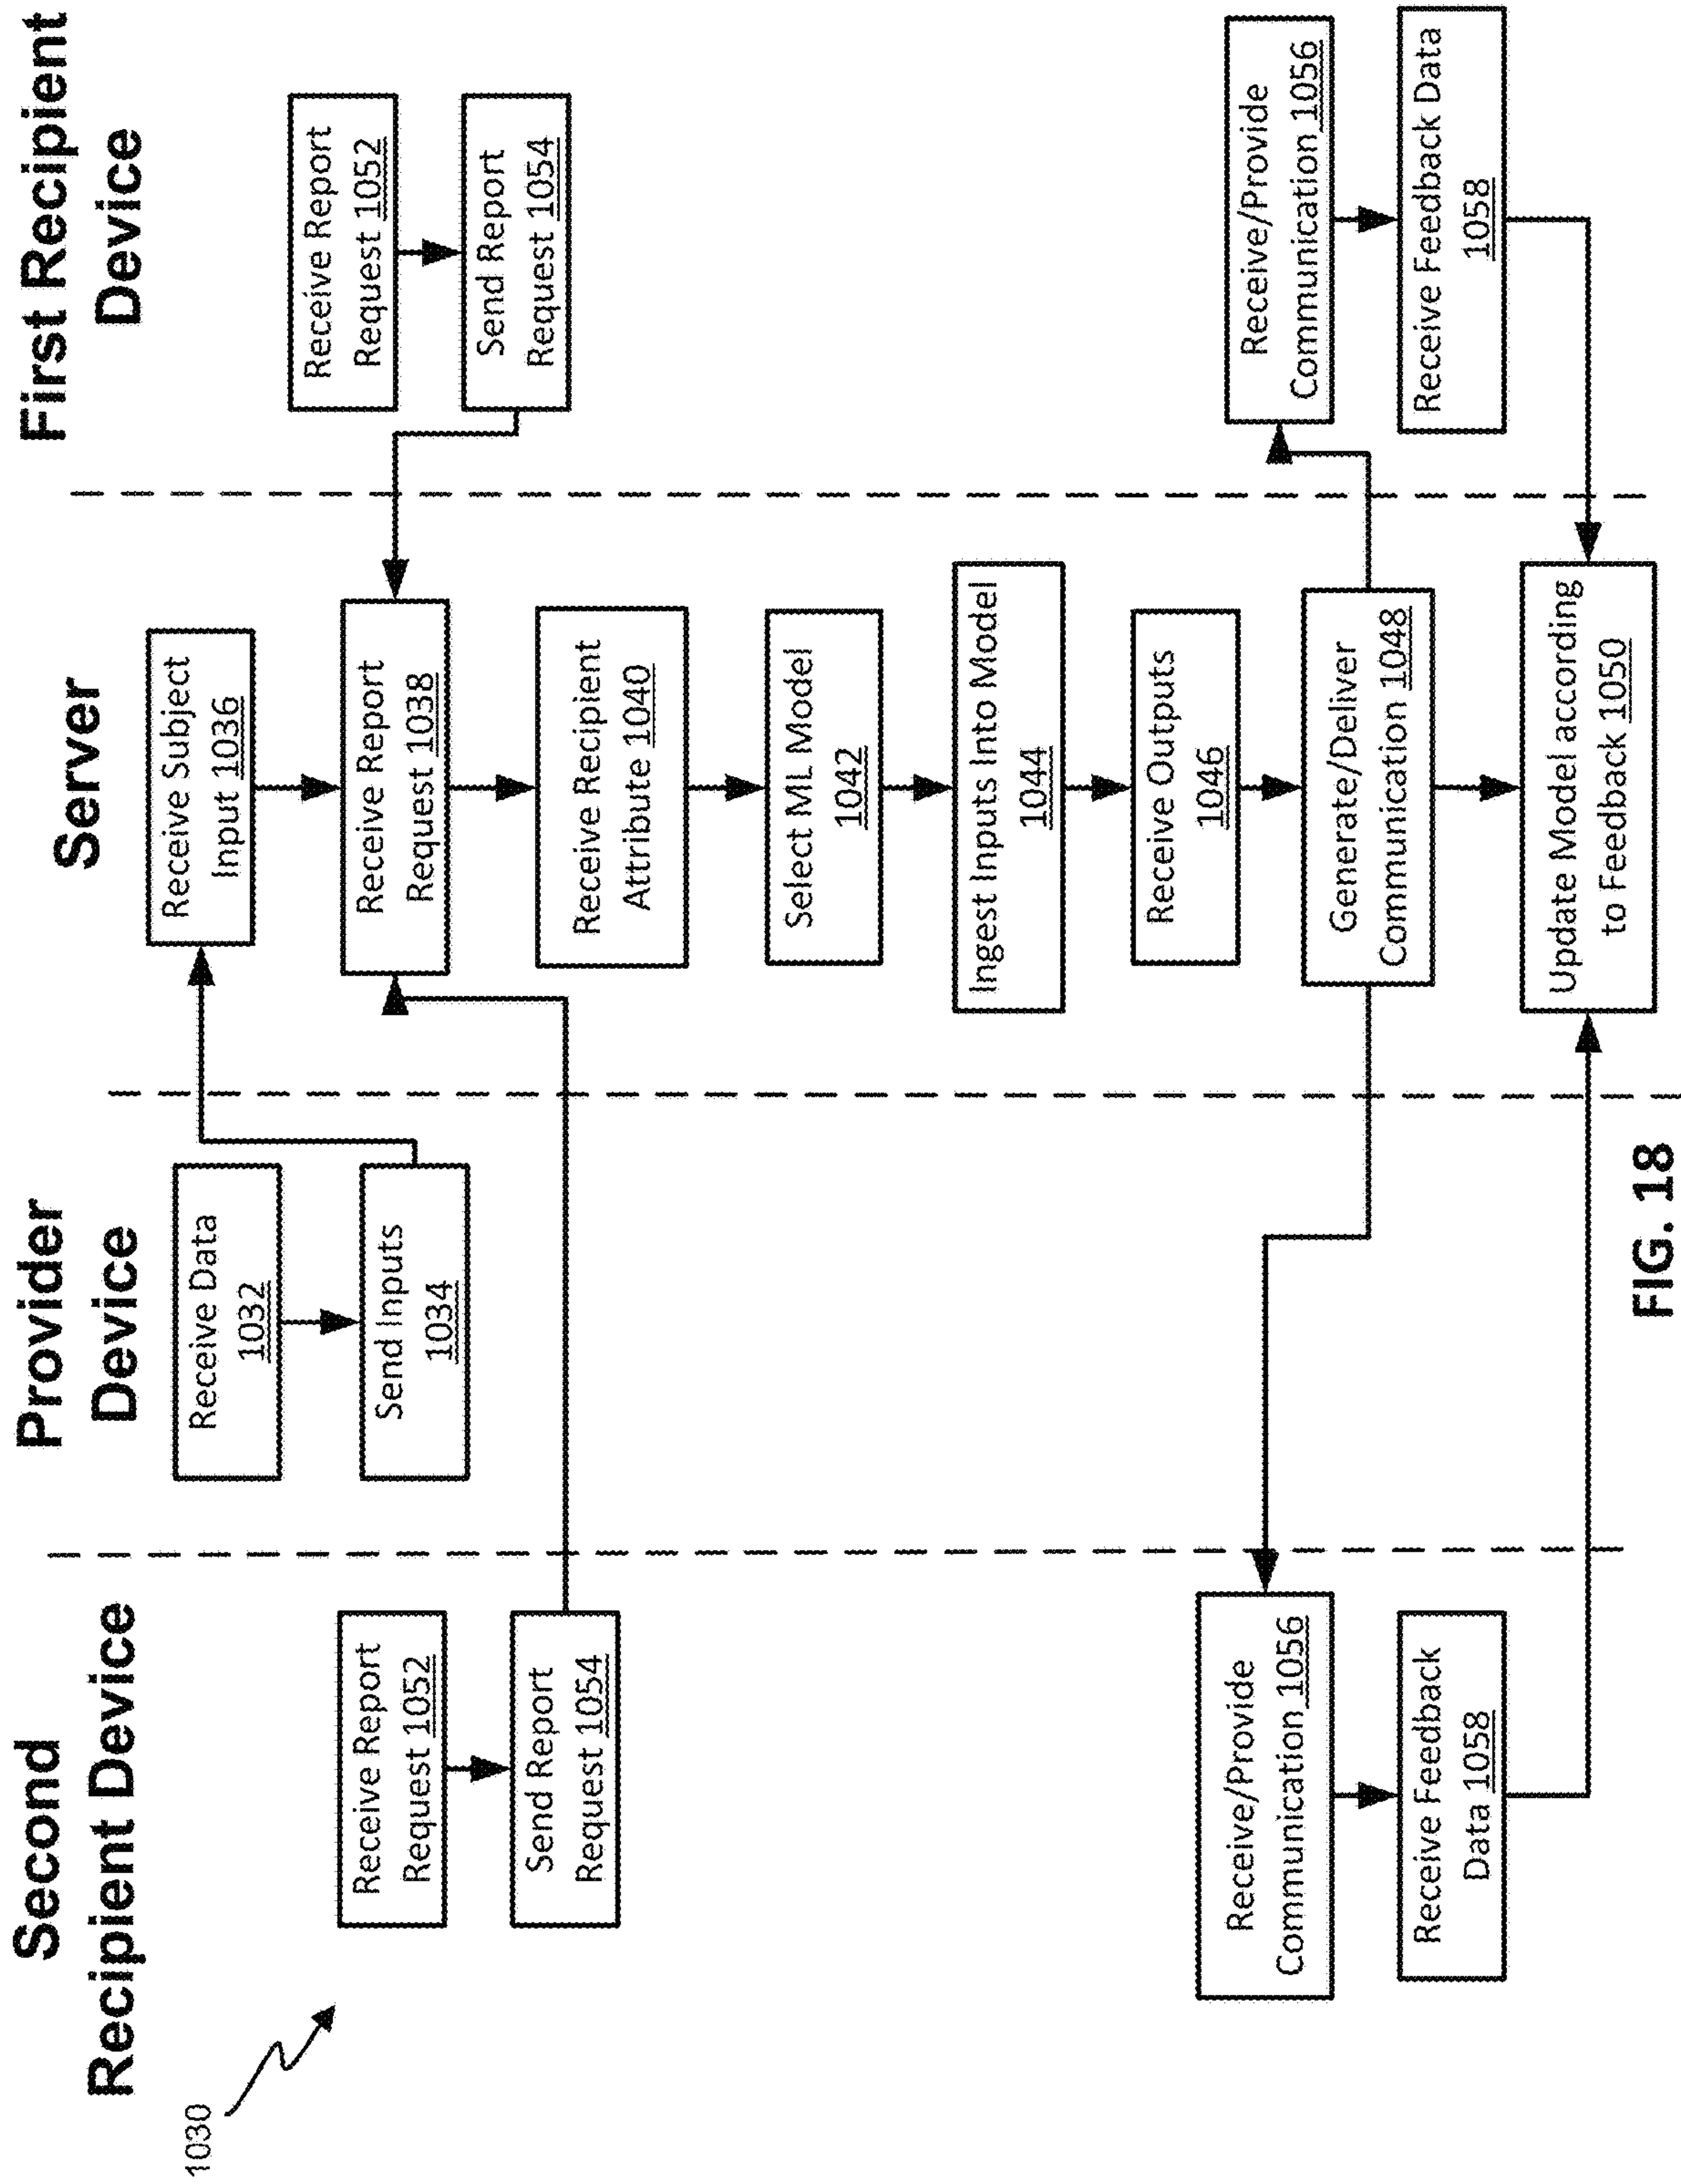 Second
Recipient Device
Provider
Device
Server
First Recipient
Device
1030
Receive Report
Request 1052
Send Report
Request 1054
Receive Data
1032
Send Inputs
1034
Receive Subject
Input 1036
Receive Report
Request 1038
Receive Recipient
Attribute 1040
Select ML Model
1042
Ingest Inputs Into Model
1044
Receive Outputs
1046
Generate/Deliver
Communication 1048
Update Model according
to Feedback 1050
Receive Report
Request 1052
Send Report
Request 1054
Receive/Provide
Communication 1056
Receive Feedback
Data 1058
Receive/Provide
Communication 1056
Receive Feedback Data
1058
FIG. 18